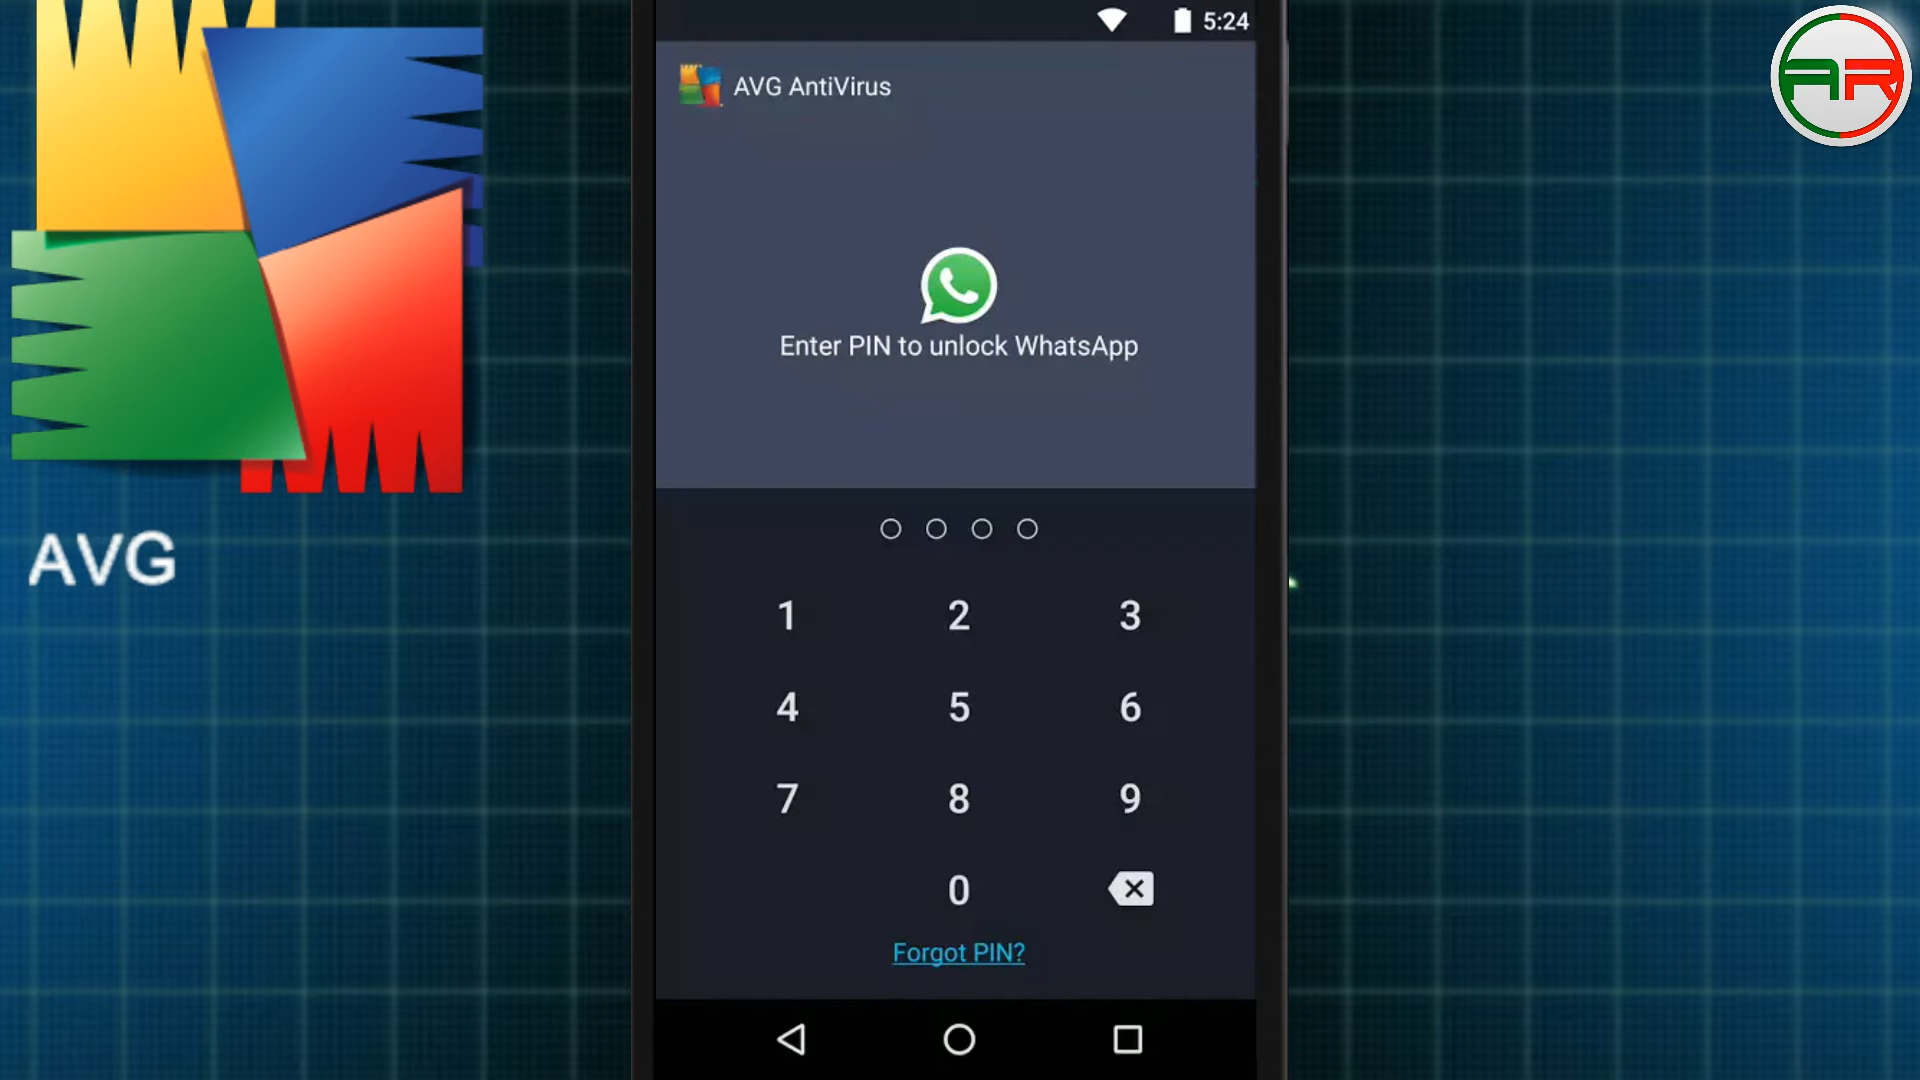 5:24
AR
AVG AntiVirus
Enter PIN to unlock WhatsApp
AVG
1 2 3
4 5 6
7 8 9
0
Forgot PIN?